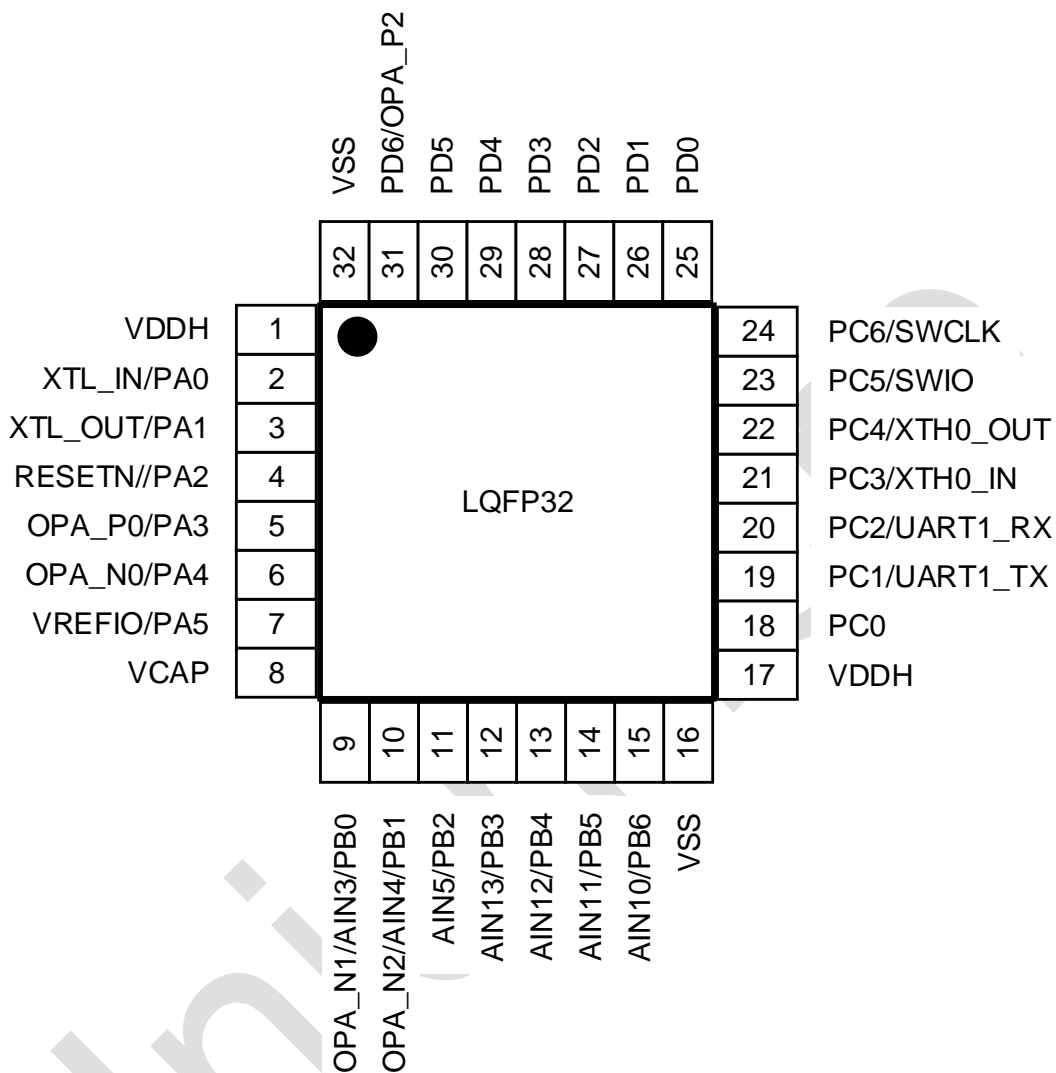 VSS
PD6/OPA_P2
PD5
PD4
PD3
PD2
PD1
PD0
32
31
30
29
28
27
26
25
VDDH 1
XTL_IN/PA0 2
XTL_OUT/PA1 3
RESETN//PA2 4
OPA_P0/PA3 5
OPA_N0/PA4 6
VREFIO/PA5 7
VCAP 8
LQFP32
24 PC6/SWCLK
23 PC5/SWIO
22 PC4/XTH0_OUT
21 PC3/XTH0_IN
20 PC2/UART1_RX
19 PC1/UART1_TX
18 PC0
17 VDDH
9
10
11
12
13
14
15
16
OPA_N1/AIN3/PB0
OPA_N2/AIN4/PB1
AIN5/PB2
AIN13/PB3
AIN12/PB4
AIN11/PB5
AIN10/PB6
VSS